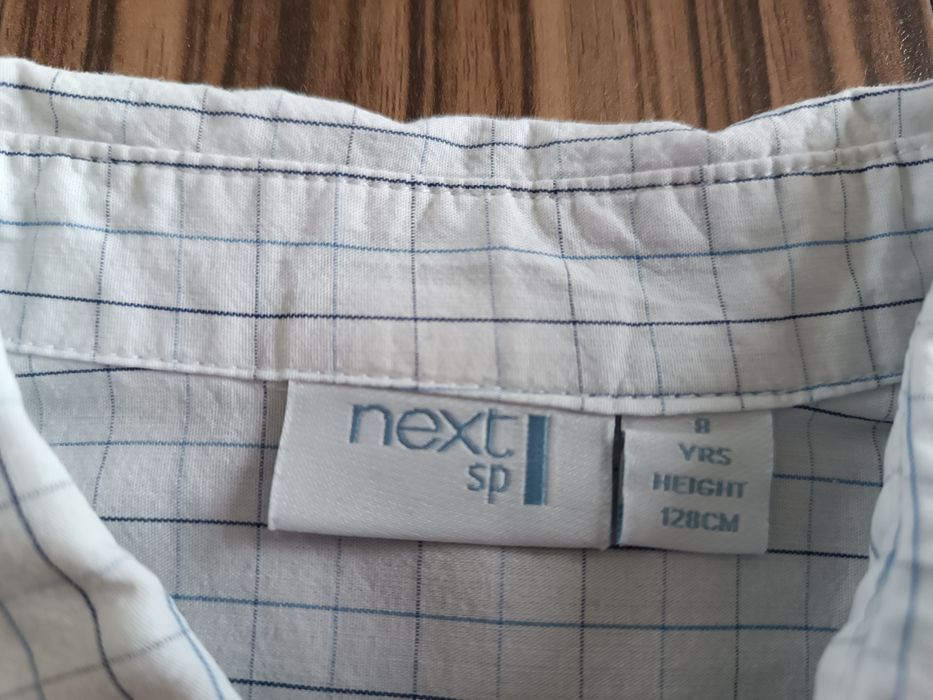 next
sp
8
YRS
HEIGHT
128CM